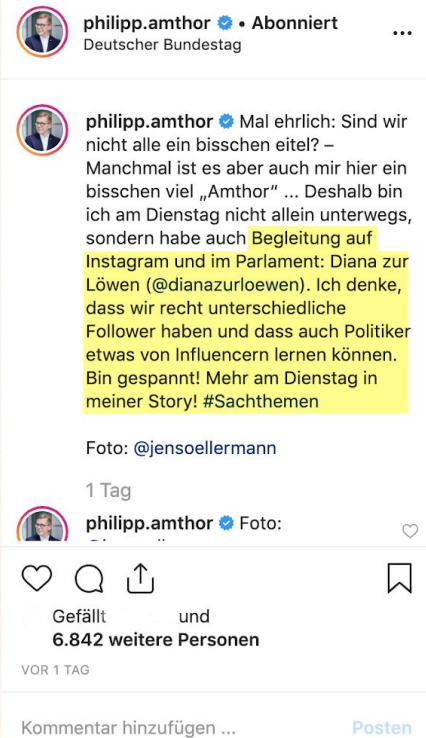 philipp.amthor • Abonniert
Deutscher Bundestag
philipp.amthor Mal ehrlich: Sind wir
nicht alle ein bisschen eitel? –
Manchmal ist es aber auch mir hier ein
bisschen viel „Amthor“ ... Deshalb bin
ich am Dienstag nicht allein unterwegs,
sondern habe auch Begleitung auf
Instagram und im Parlament: Diana zur
Löwen (@dianazurloewen). Ich denke,
dass wir recht unterschiedliche
Follower haben und dass auch Politiker
etwas von Influencern lernen können.
Bin gespannt! Mehr am Dienstag in
meiner Story! #Sachthemen
Foto: @jensoellermann
1 Tag
philipp.amthor Foto:
Gefällt und
6.842 weitere Personen
VOR 1 TAG
Kommentar hinzufügen ...
Posten